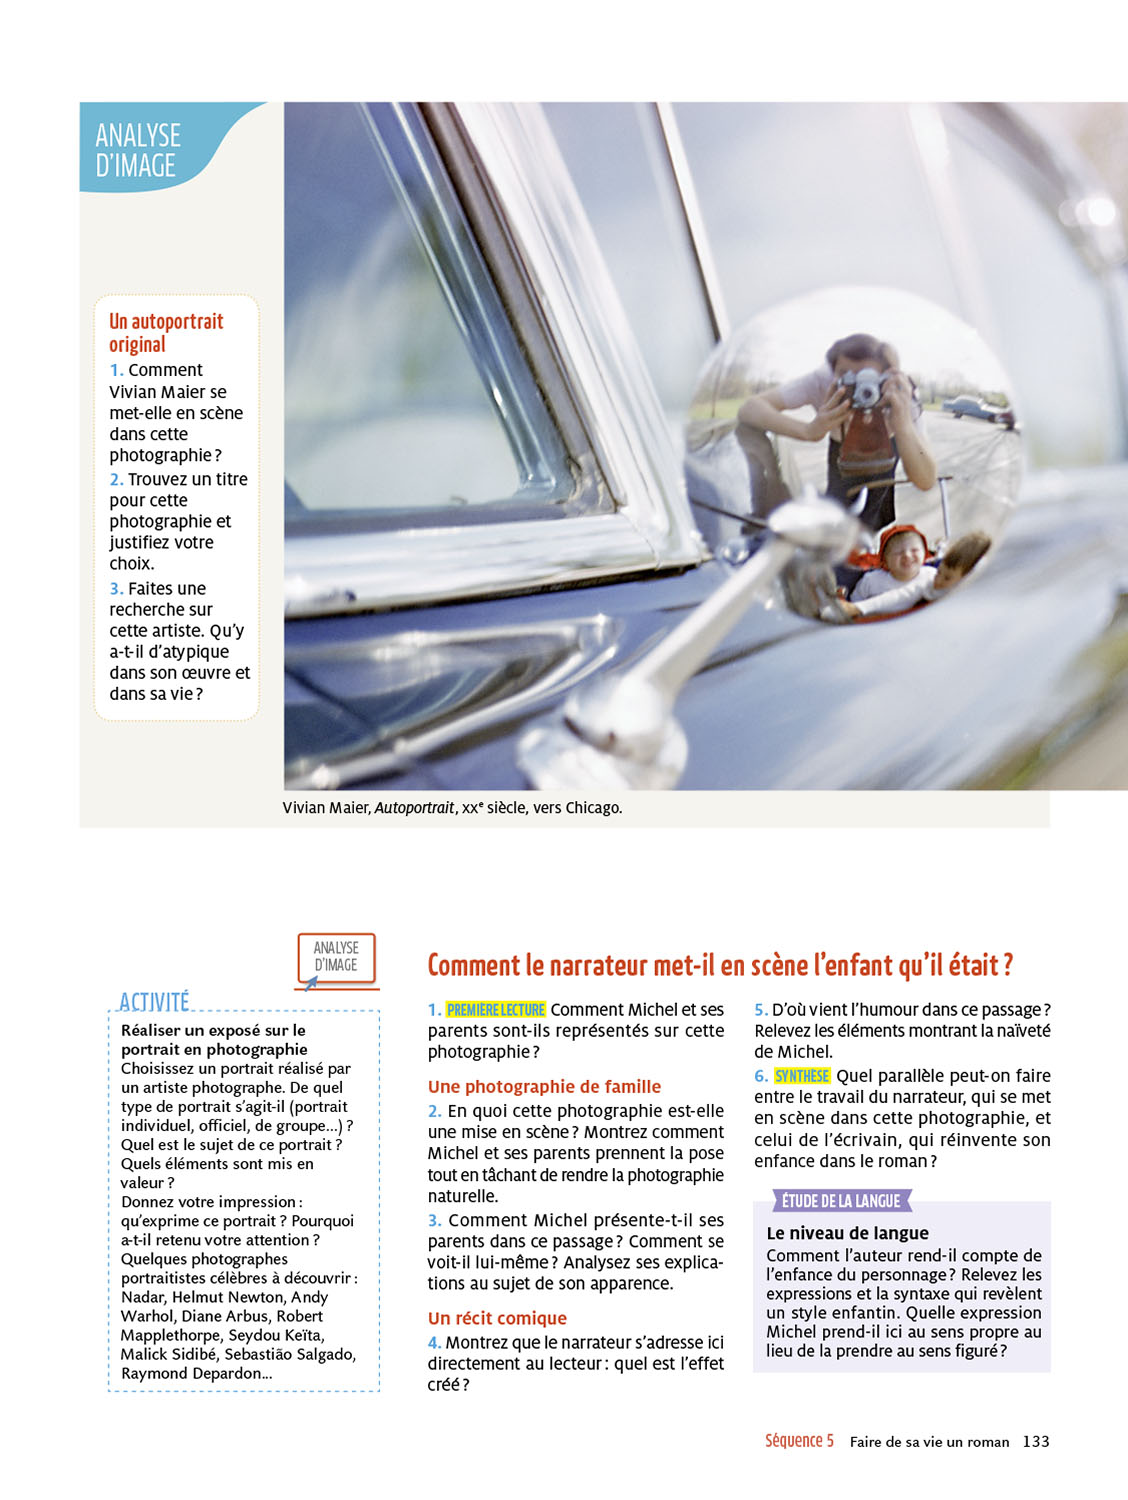 ANALYSE
D'IMAGE
Un autoportrait
original
1. Comment
Vivian Maier se
met-elle en scène
dans cette
photographie ?
2. Trouvez un titre
pour cette
photographie et
justifiez votre
choix.
3. Faites une
recherche sur
cette artiste. Qu'y
a-t-il d'atypique
dans son œuvre et
dans sa vie ?
Vivian Maier, Autoportrait, XXe siècle, vers Chicago.
ANALYSE
D'IMAGE
ACTIVITÉ
Réaliser un exposé sur le
portrait en photographie
Choisissez un portrait réalisé par
un artiste photographe. De quel
type de portrait s'agit-il (portrait
individuel, officiel, de groupe...) ?
Quel est le sujet de ce portrait ?
Quels éléments sont mis en
valeur ?
Donnez votre impression :
qu'exprime ce portrait ? Pourquoi
a-t-il retenu votre attention ?
Quelques photographes
portraitistes célèbres à découvrir :
Nadar, Helmut Newton, Andy
Warhol, Diane Arbus, Robert
Mapplethorpe, Seydou Keïta,
Malick Sidibé, Sebastião Salgado,
Raymond Depardon...
Comment le narrateur met-il en scène l'enfant qu'il était ?
1. PREMIÈRE LECTURE Comment Michel et ses
parents sont-ils représentés sur cette
photographie ?
Une photographie de famille
2. En quoi cette photographie est-elle
une mise en scène ? Montrez comment
Michel et ses parents prennent la pose
tout en tâchant de rendre la photographie
naturelle.
3. Comment Michel présente-t-il ses
parents dans ce passage ? Comment se
voit-il lui-même ? Analysez ses explica-
tions au sujet de son apparence.
Un récit comique
4. Montrez que le narrateur s'adresse ici
directement au lecteur : quel est l'effet
créé ?
5. D'où vient l'humour dans ce passage ?
Relevez les éléments montrant la naïveté
de Michel.
6. SYNTHÈSE Quel parallèle peut-on faire
entre le travail du narrateur, qui se met
en scène dans cette photographie, et
celui de l'écrivain, qui réinvente son
enfance dans le roman ?
ÉTUDE DE LA LANGUE
Le niveau de langue
Comment l'auteur rend-il compte de
l'enfance du personnage ? Relevez les
expressions et la syntaxe qui revèlent
un style enfantin. Quelle expression
Michel prend-il ici au sens propre au
lieu de la prendre au sens figuré ?
Séquence 5 Faire de sa vie un roman 133